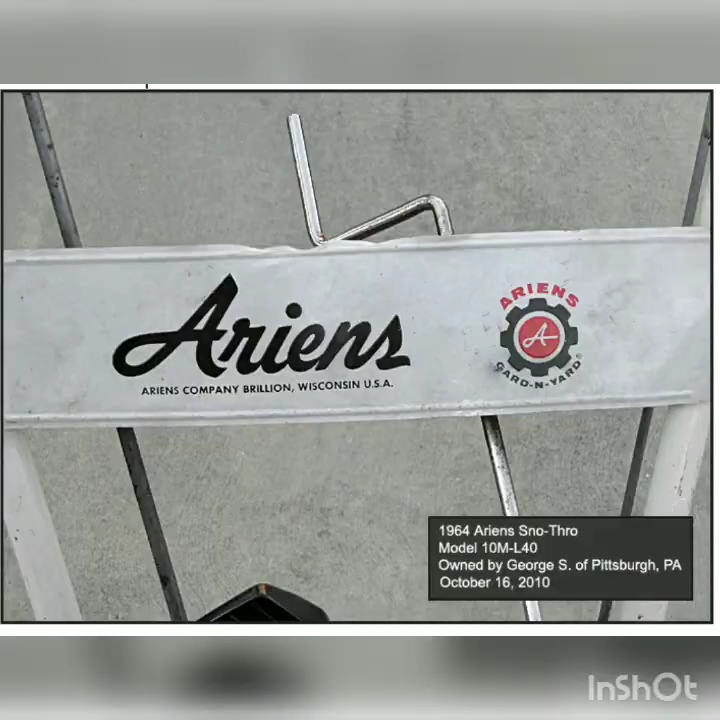 Ariens
ARIENS COMPANY BRILLION, WISCONSIN U.S.A.
ARIENS
A
GARD-N-YARD®
1964 Ariens Sno-Thro
Model 10M-L40
Owned by George S. of Pittsburgh, PA
October 16, 2010
InShOt